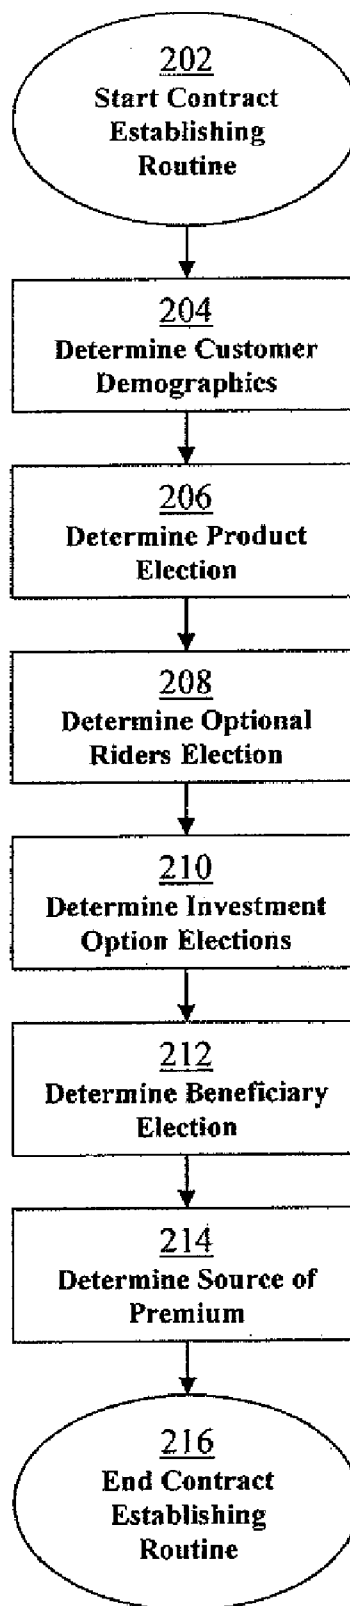 202
Start Contract
Establishing
Routine
204
Determine Customer
Demographics
206
Determine Product
Election
208
Determine Optional
Riders Election
210
Determine Investment
Option Elections
212
Determine Beneficiary
Election
214
Determine Source of
Premium
216
End Contract
Establishing
Routine